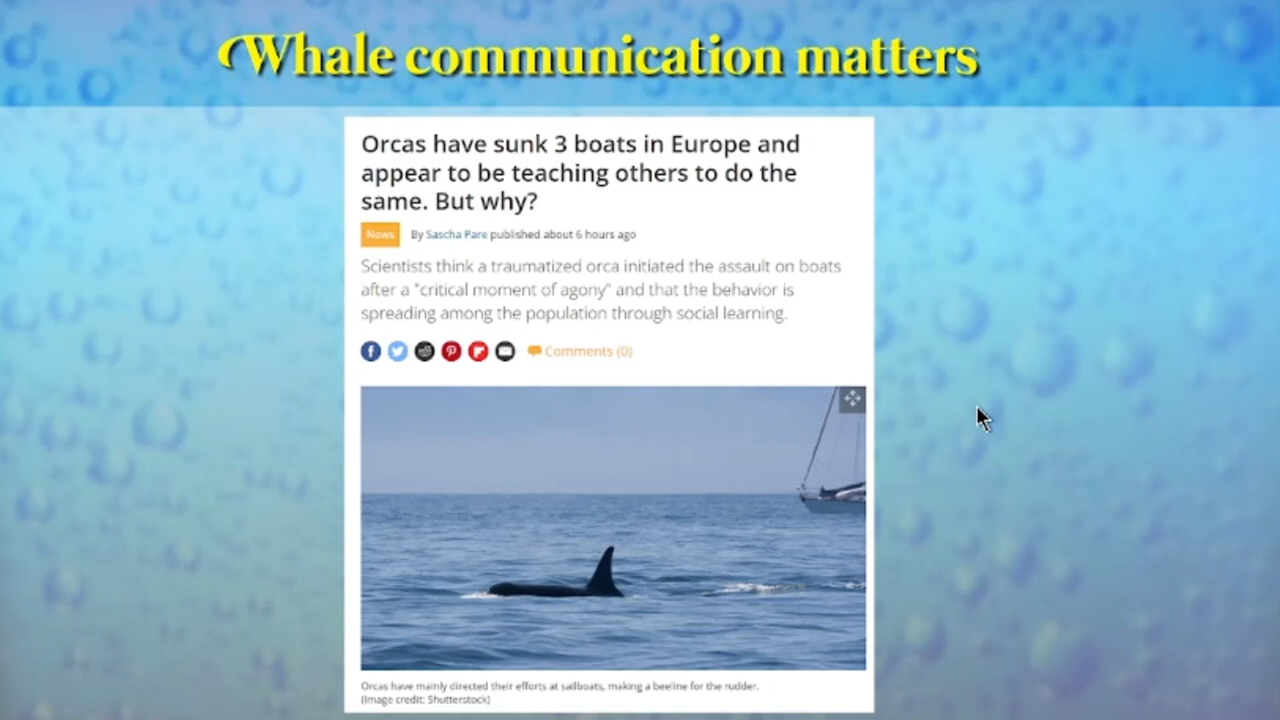 Whale communication matters
Orcas have sunk 3 boats in Europe and
appear to be teaching others to do the
same. But why?
News By Sascha Pare published about 6 hours ago
Scientists think a traumatized orca initiated the assault on boats
after a "critical moment of agony" and that the behavior is
spreading among the population through social learning.
Comments (0)
Orcas have mainly directed their efforts at sailboats, making a beeline for the rudder.
(Image credit: Shutterstock)